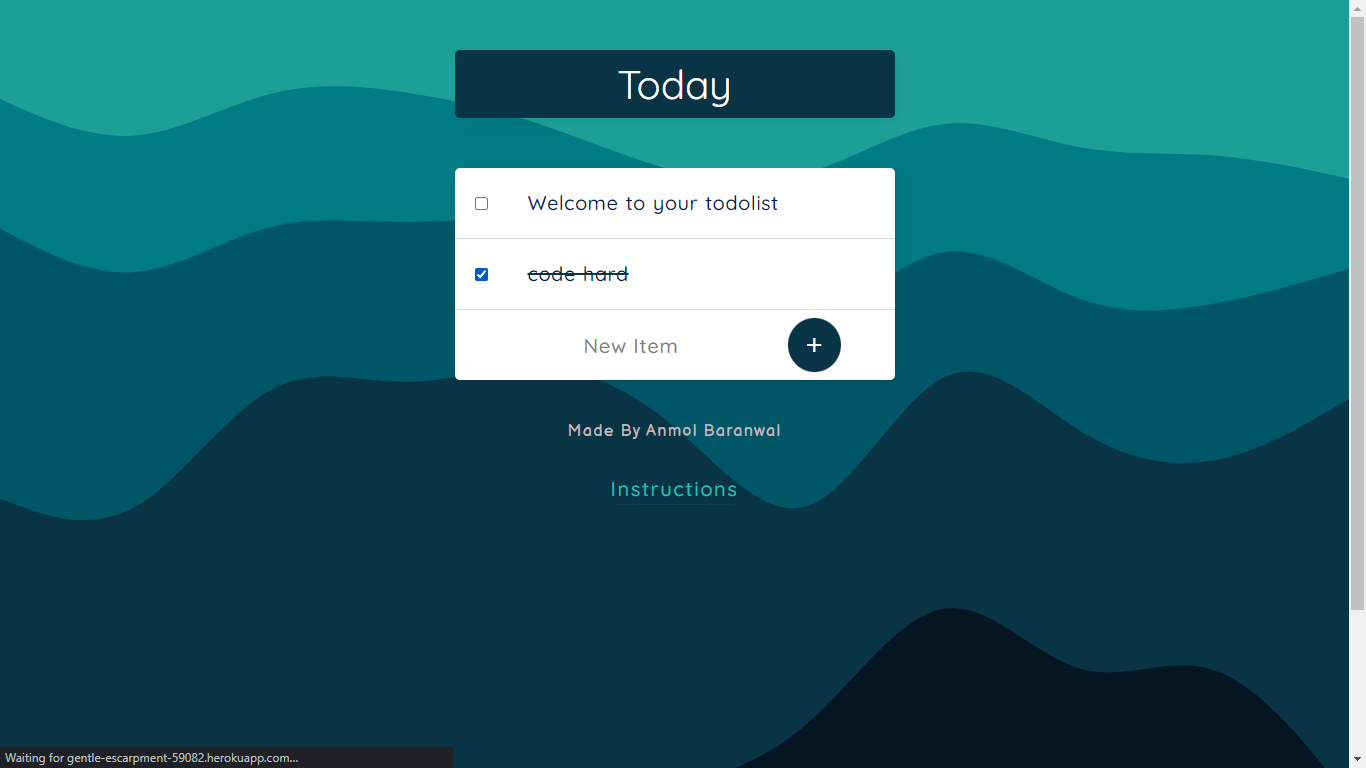 Today
Welcome to your todolist
code hard
New Item
+
Made By Anmol Baranwal
Instructions
Waiting for gentle-escarpment-59082.herokuapp.com...